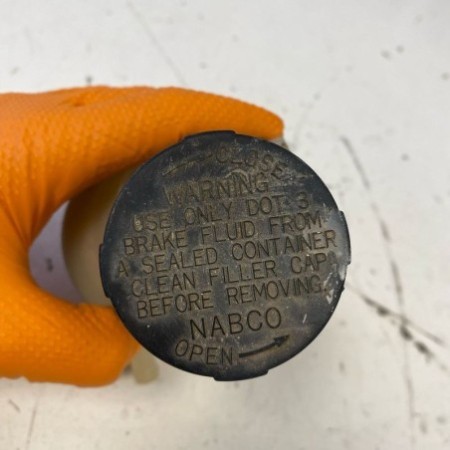 CLOSE
WARNING
USE ONLY DOT 3
BRAKE FLUID FROM
A SEALED CONTAINER
CLEAN FILLER CAP
BEFORE REMOVING.
NABCO
OPEN